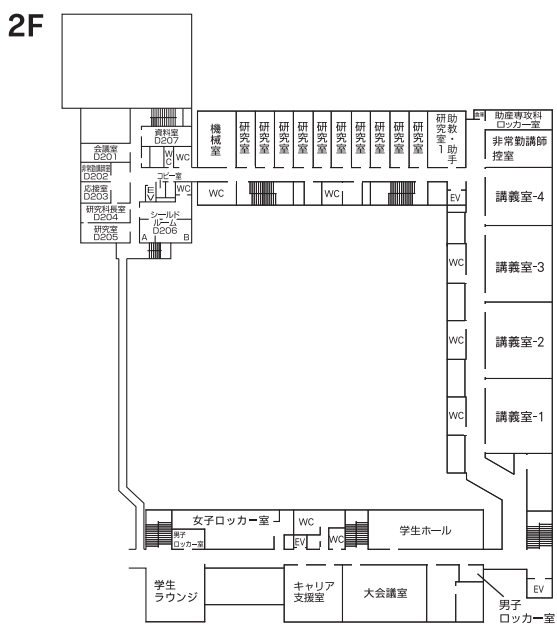 2F
資料室
D207
WC
WC
会議室
D201
D202
コピー室
応接室
D203
EV
WC
研究科長室
D204
シールド
ルーム
D206
A
B
研究室
D205
機械室
研究室
研究室
研究室
研究室
研究室
研究室
研究室
研究室
研究室
研究室
助教・助手
研究室1
助産専攻科
ロッカー室
非常勤講師
控室
WC
WC
EV
講義室-4
WC
講義室-3
WC
講義室-2
WC
講義室-1
女子ロッカー室
WC
学生ホール
男子
ロッカー室
EV
WC
学生
ラウンジ
キャリア
支援室
大会議室
EV
男子
ロッカー室